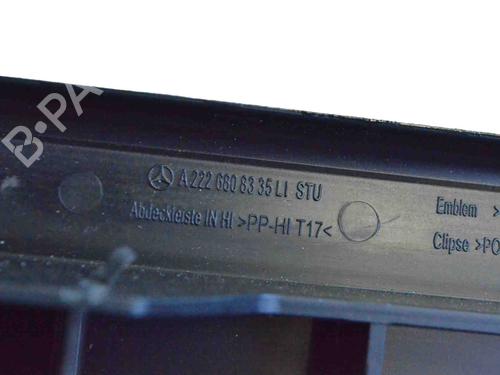 B-PA
A 222 680 83 35 LI STU
Abdeckleiste IN HI >PP-HI T17<
Emblem >
Clipse >PO